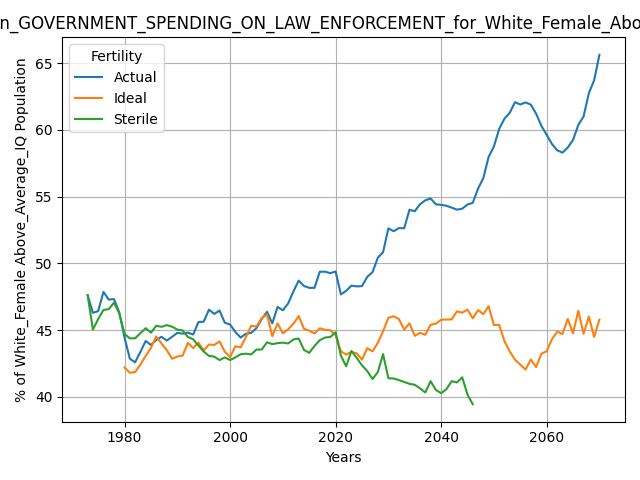 n_GOVERNMENT_SPENDING_ON_LAW_ENFORCEMENT_for_White_Female_Abo
Fertility
Actual
Ideal
Sterile
% of White_Female Above_Average_IQ Population
65
60
55
50
45
40
1980
2000
2020
2040
2060
Years